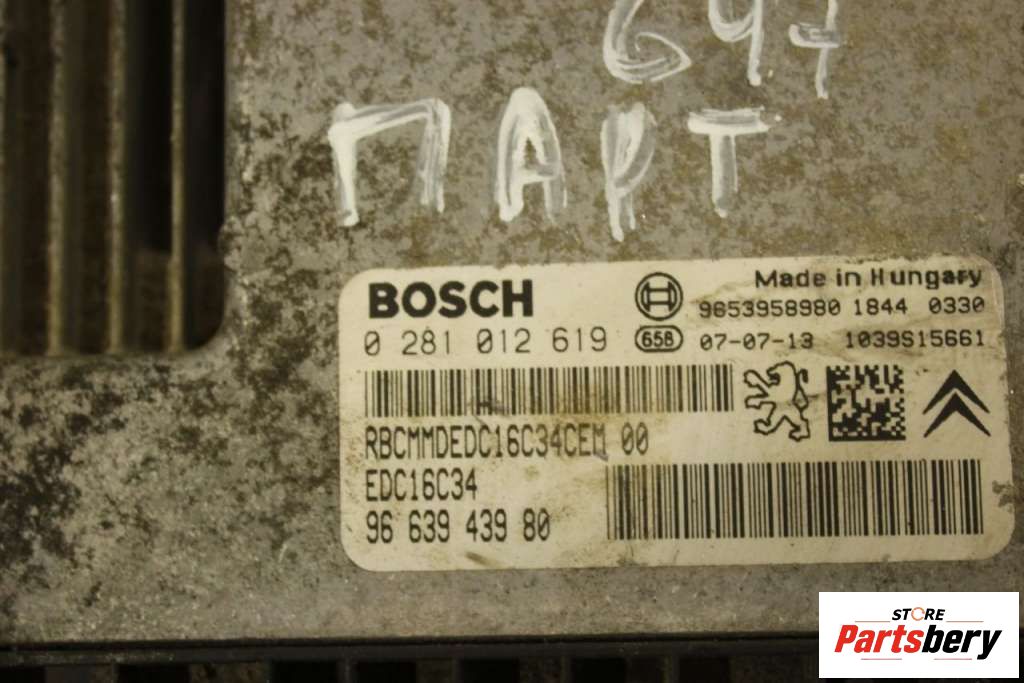 647
ПАРТ
BOSCH
Made in Hungary
9653958980 1844 0330
0 281 012 619 658 07-07-13 1039S15661
RBCMMDEDC16C34CEM 00
EDC16C34
96 639 439 80
STORE
Partsbery